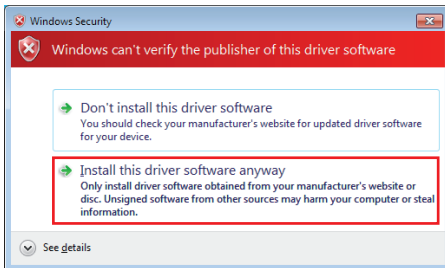 Windows Security
Windows can't verify the publisher of this driver software
Don't install this driver software
You should check your manufacturer's website for updated driver software
for your device.
Install this driver software anyway
Only install driver software obtained from your manufacturer's website or
disc. Unsigned software from other sources may harm your computer or steal
information.
See details